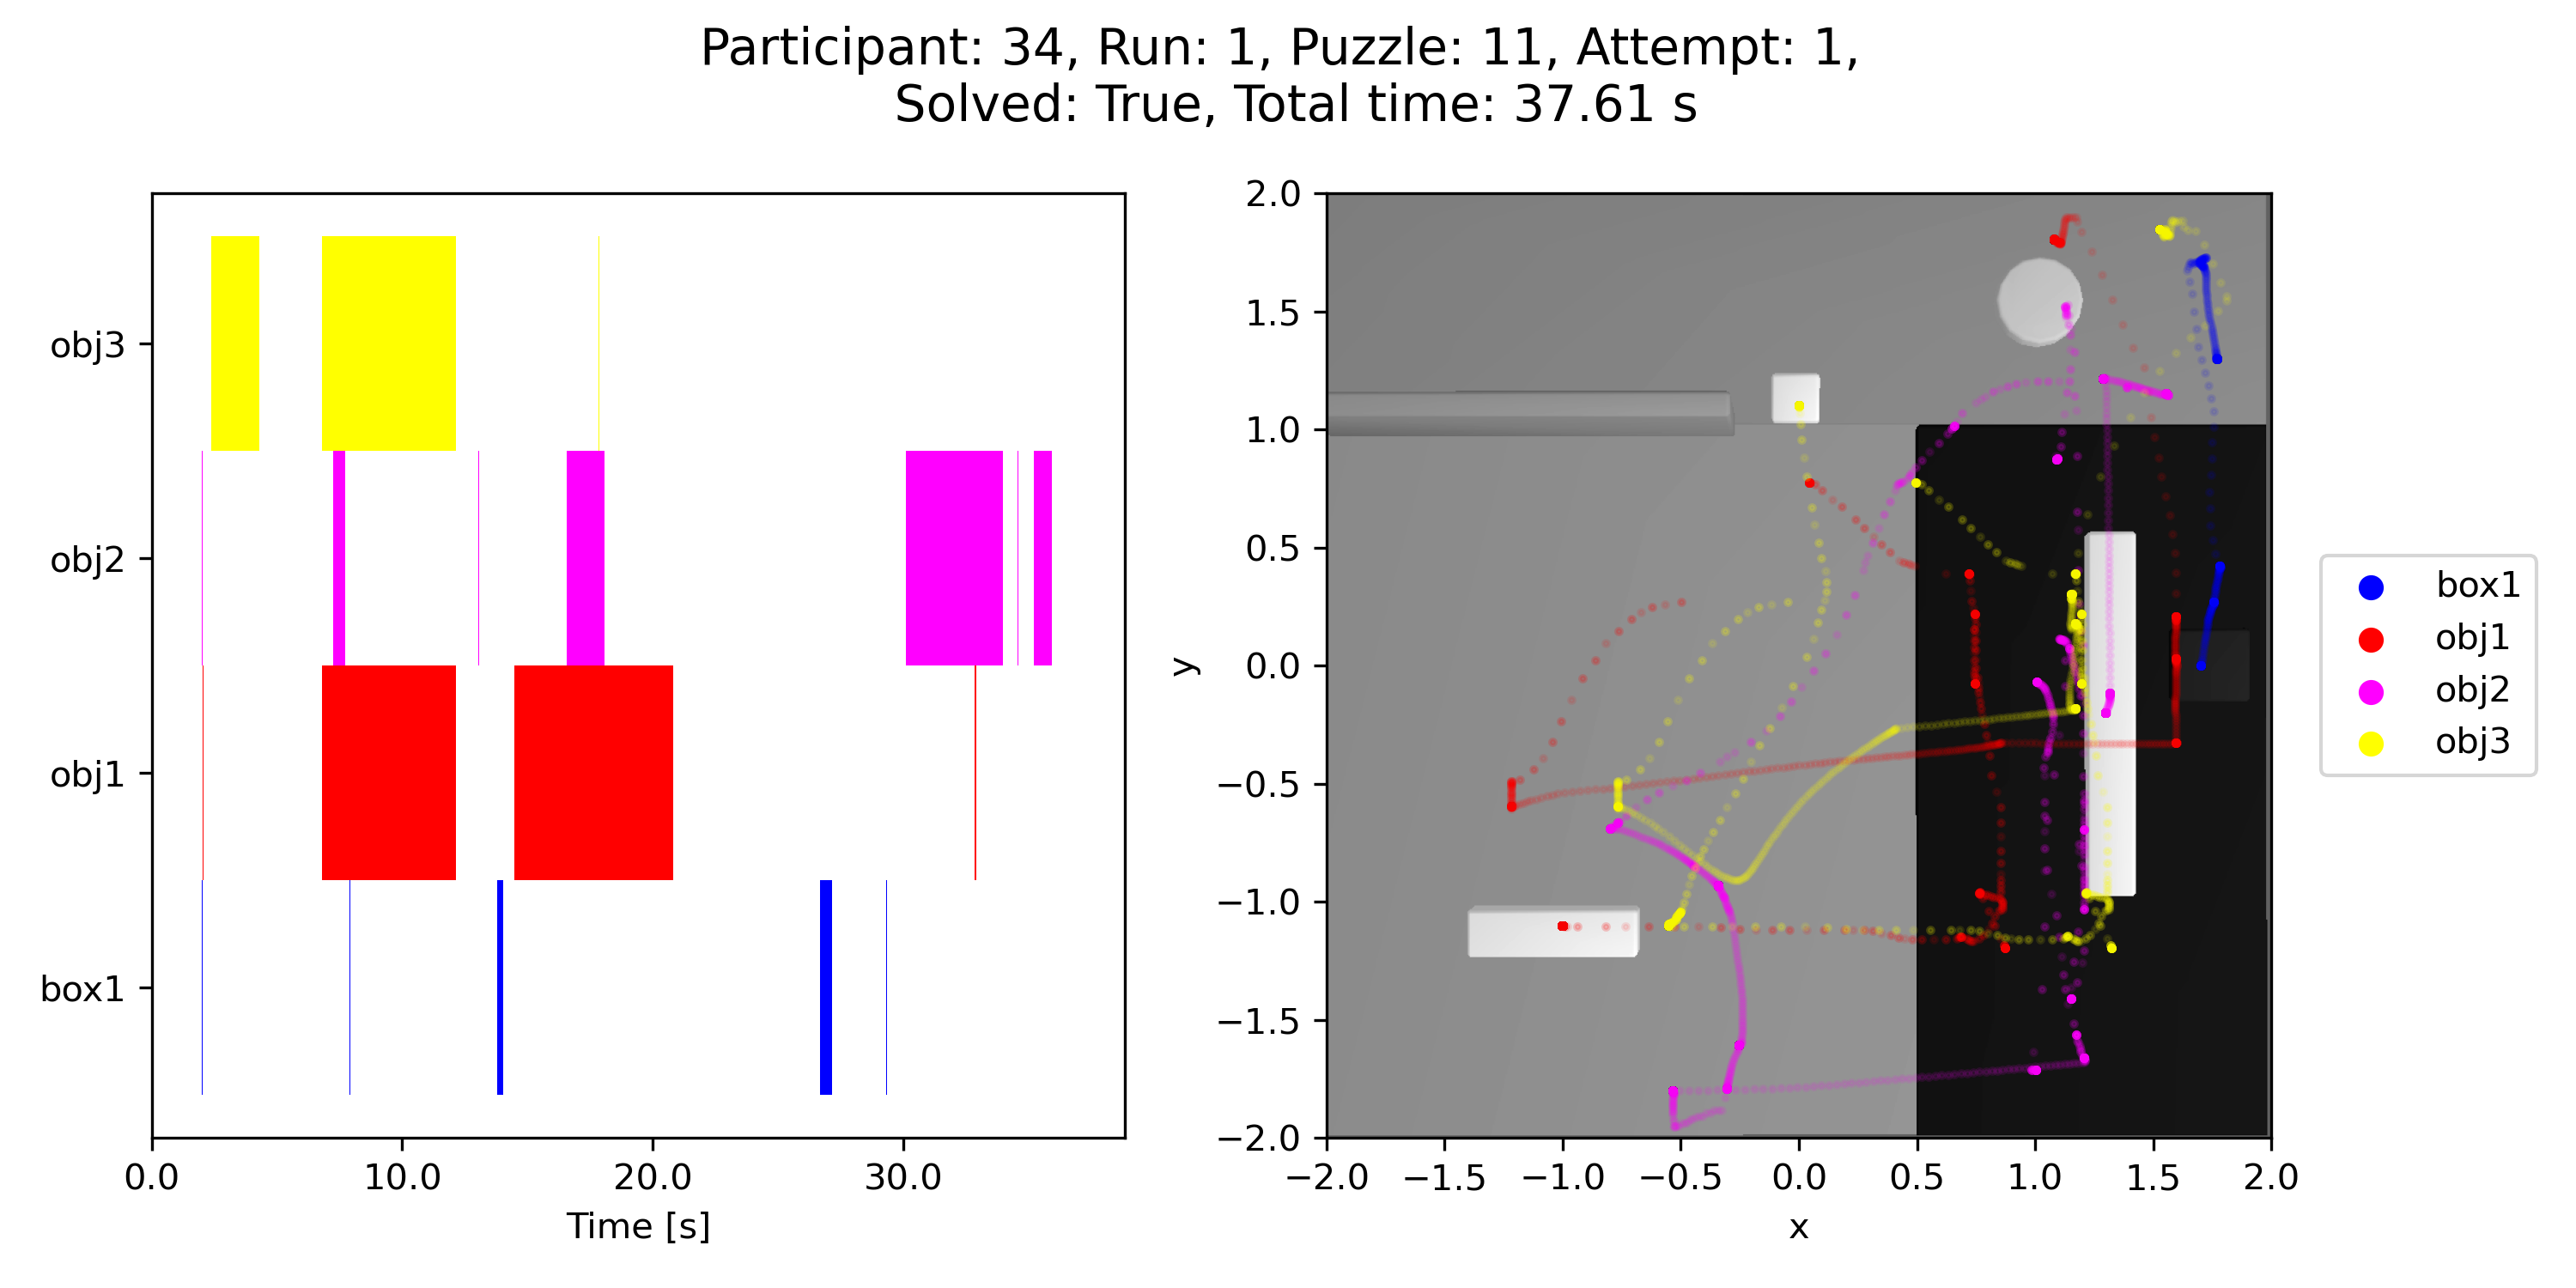 Participant: 34, Run: 1, Puzzle: 11, Attempt: 1,
Solved: True, Total time: 37.61 s
obj3
obj2
obj1
box1
0.0 10.0 20.0 30.0
Time [s]
2.0
1.5
1.0
0.5
0.0
−0.5
−1.0
−1.5
−2.0
y
−2.0 −1.5 −1.0 −0.5 0.0 0.5 1.0 1.5 2.0
x
box1
obj1
obj2
obj3